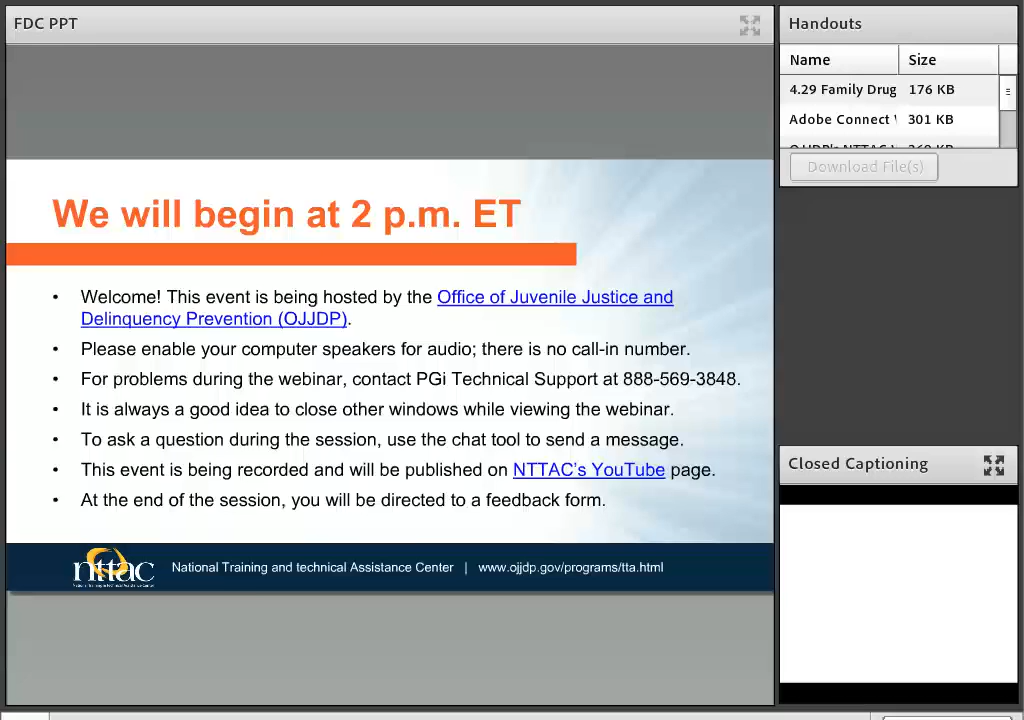 FDC PPT
Handouts
Name Size
4.29 Family Drug 176 KB
Adobe Connect 301 KB
We will begin at 2 p.m. ET
• Welcome! This event is being hosted by the Office of Juvenile Justice and
Delinquency Prevention (OJJDP).
• Please enable your computer speakers for audio; there is no call-in number.
• For problems during the webinar, contact PGi Technical Support at 888-569-3848.
• It is always a good idea to close other windows while viewing the webinar.
• To ask a question during the session, use the chat tool to send a message.
• This event is being recorded and will be published on NTTAC's YouTube page.
• At the end of the session, you will be directed to a feedback form.
nttac
National Training and technical Assistance Center | www.ojjdp.gov/programs/tta.html
Download File(s)
Closed Captioning